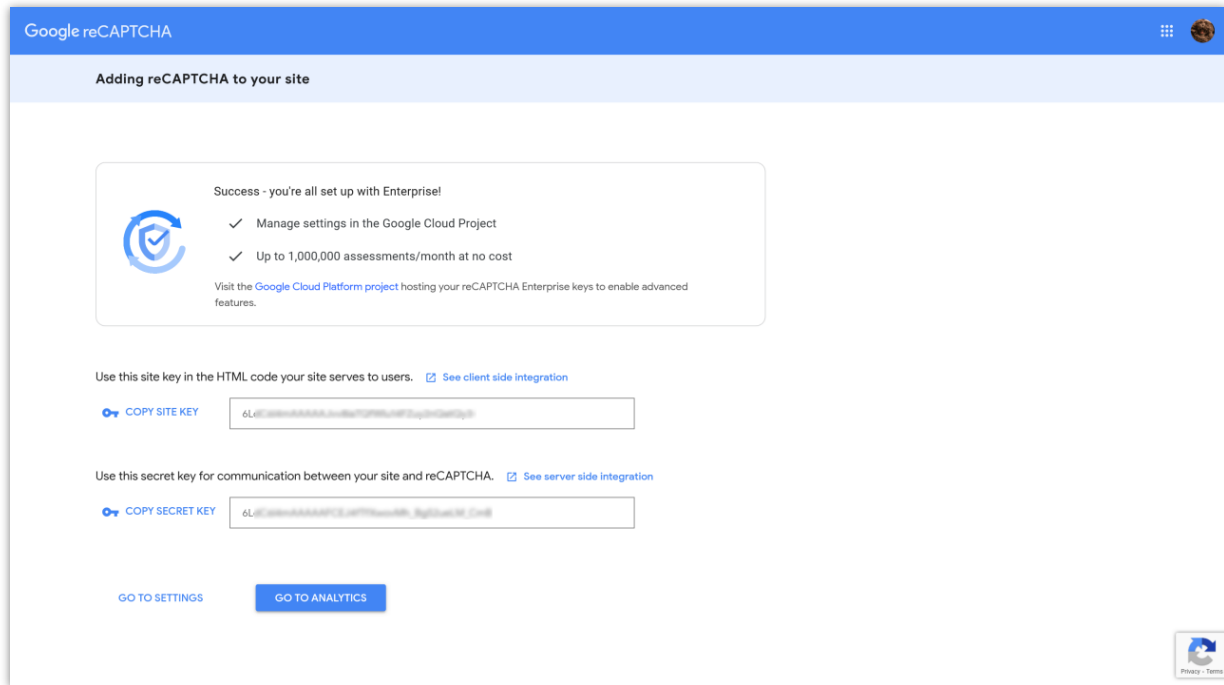 Google reCAPTCHA
Adding reCAPTCHA to your site
Success - you're all set up with Enterprise!
Manage settings in the Google Cloud Project
Up to 1,000,000 assessments/month at no cost
Visit the Google Cloud Platform project hosting your reCAPTCHA Enterprise keys to enable advanced
features.
Use this site key in the HTML code your site serves to users. See client side integration
COPY SITE KEY
Use this secret key for communication between your site and reCAPTCHA. See server side integration
COPY SECRET KEY
GO TO SETTINGS GO TO ANALYTICS
Privacy - Terms